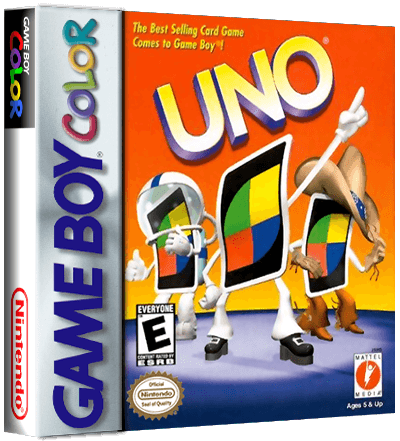 GAME BOY
COLOR
Nintendo
GAME BOY COLOR
The Best Selling Card Game
Comes to Game Boy®!
UNO®
EVERYONE
E
CONTENT RATED BY
ESRB
Official
Nintendo
Seal of Quality
MATTEL
MEDIA
Ages 5 & Up